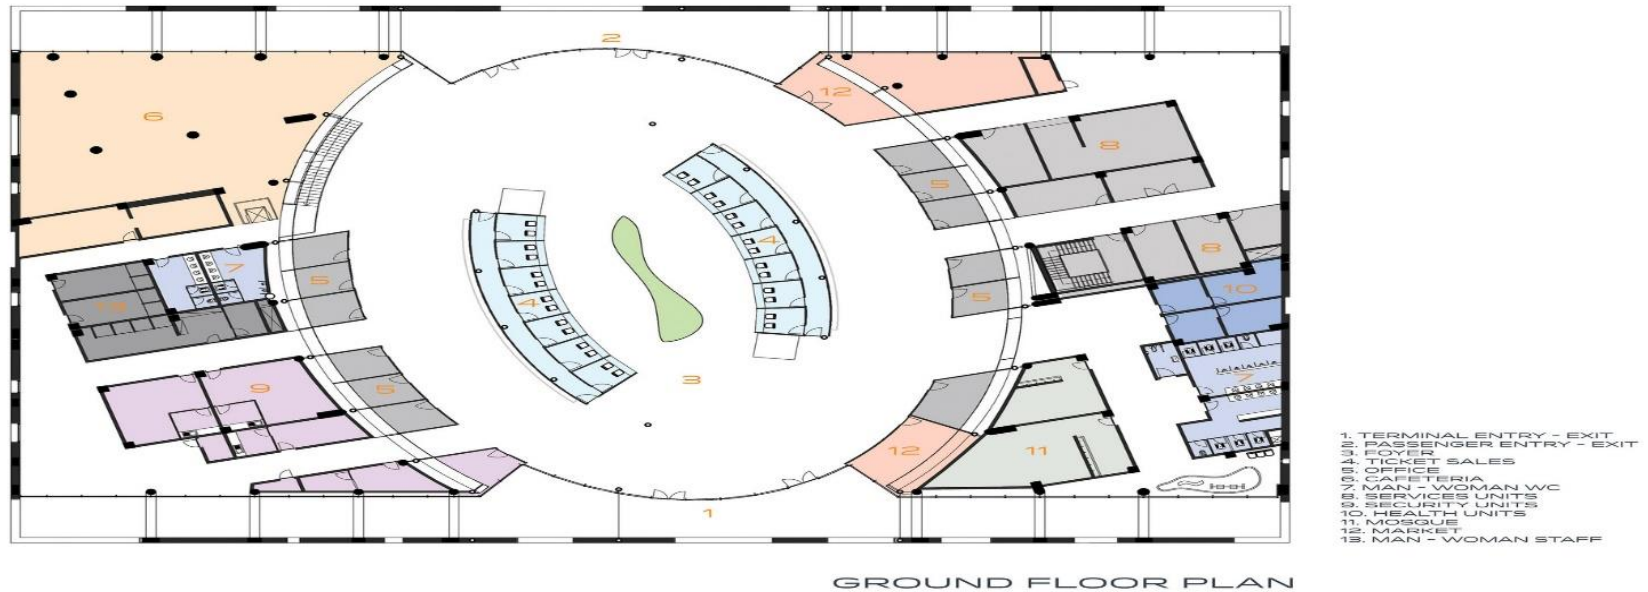 2
6
12
8
5
4
7
5
8
13
4
5
10
3
9
5
7
12
11
1
1. TERMINAL ENTRY - EXIT
2. PASSENGER ENTRY - EXIT
3. FOYER
4. TICKET SALES
5. OFFICE
6. CAFETERIA
7. MAN - WOMAN WC
8. SERVICES UNITS
9. SECURITY UNITS
10. HEALTH UNITS
11. MOSQUE
12. MARKET
13. MAN - WOMAN STAFF
GROUND FLOOR PLAN